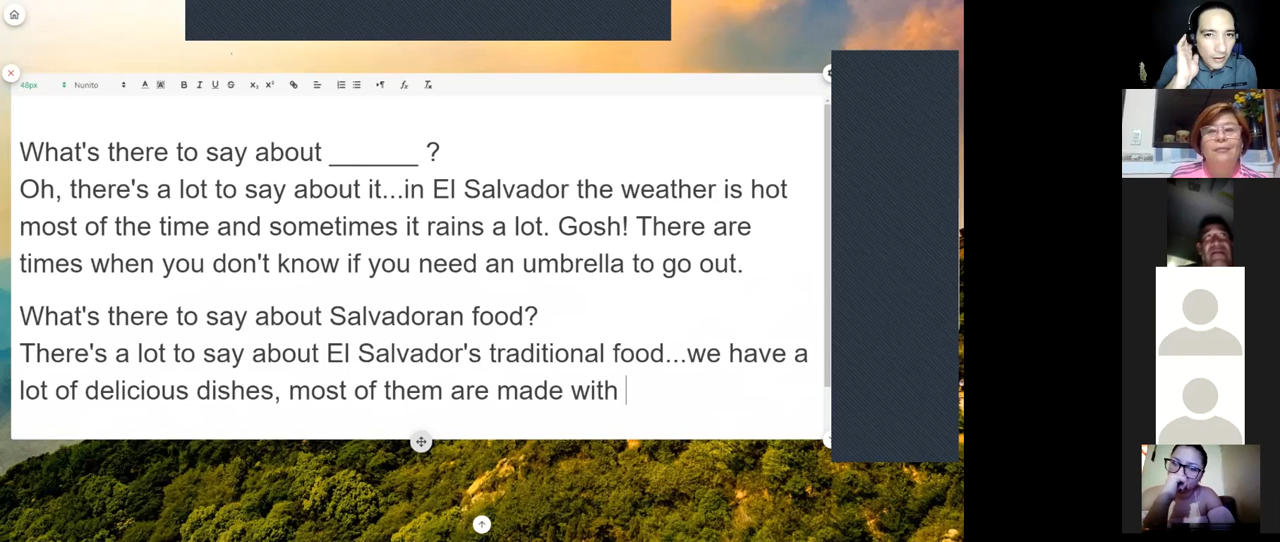 48px Nunito
What's there to say about ______ ?
Oh, there's a lot to say about it...in El Salvador the weather is hot
most of the time and sometimes it rains a lot. Gosh! There are
times when you don't know if you need an umbrella to go out.
What's there to say about Salvadoran food?
There's a lot to say about El Salvador's traditional food...we have a
lot of delicious dishes, most of them are made with